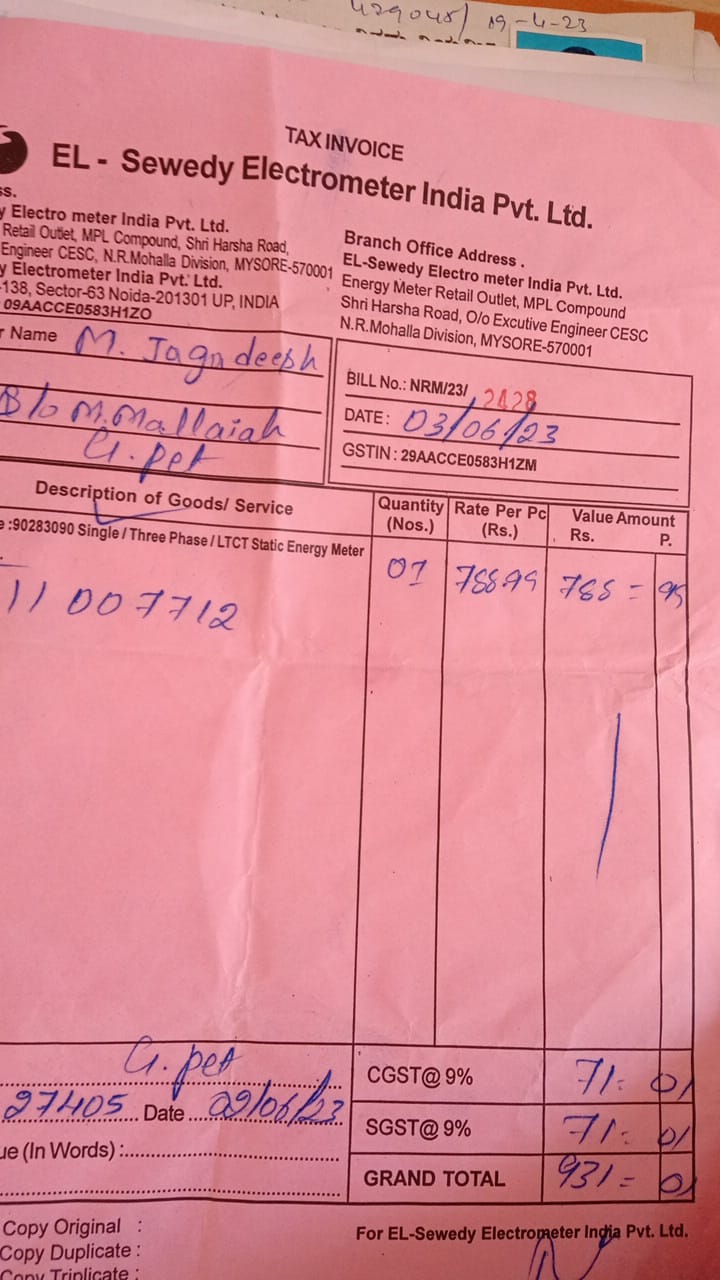 429045/ 19-4-23
TAX INVOICE
EL - Sewedy Electrometer India Pvt. Ltd.
ss.
y Electro meter India Pvt. Ltd.
Retail Outlet, MPL Compound, Shri Harsha Road,
Engineer CESC, N.R.Mohalla Division, MYSORE-570001
y Electrometer India Pvt. Ltd.
-138, Sector-63 Noida-201301 UP, INDIA
09AACCE0583H1ZO
Branch Office Address .
EL-Sewedy Electro meter India Pvt. Ltd.
Energy Meter Retail Outlet, MPL Compound
Shri Harsha Road, O/o Excutive Engineer CESC
N.R.Mohalla Division, MYSORE-570001
r Name M. Jagadeesh
S/o M.Mallaiah
G.pet
BILL No.: NRM/23/ 2428
DATE : 03/06/23
GSTIN : 29AACCE0583H1ZM
Description of Goods/ Service Quantity (Nos.) Rate Per Pc (Rs.) Value Amount Rs. P.
e :90283090 Single / Three Phase / LTCT Static Energy Meter
11007712 01 788.99 788 = 99
G.pet
27405 Date 02/06/23
ue (In Words) :
CGST@ 9% 71- 01
SGST@ 9% 71- 01
GRAND TOTAL 931 = 01
Copy Original :
Copy Duplicate :
Copy Triplicate :
For EL-Sewedy Electrometer India Pvt. Ltd.